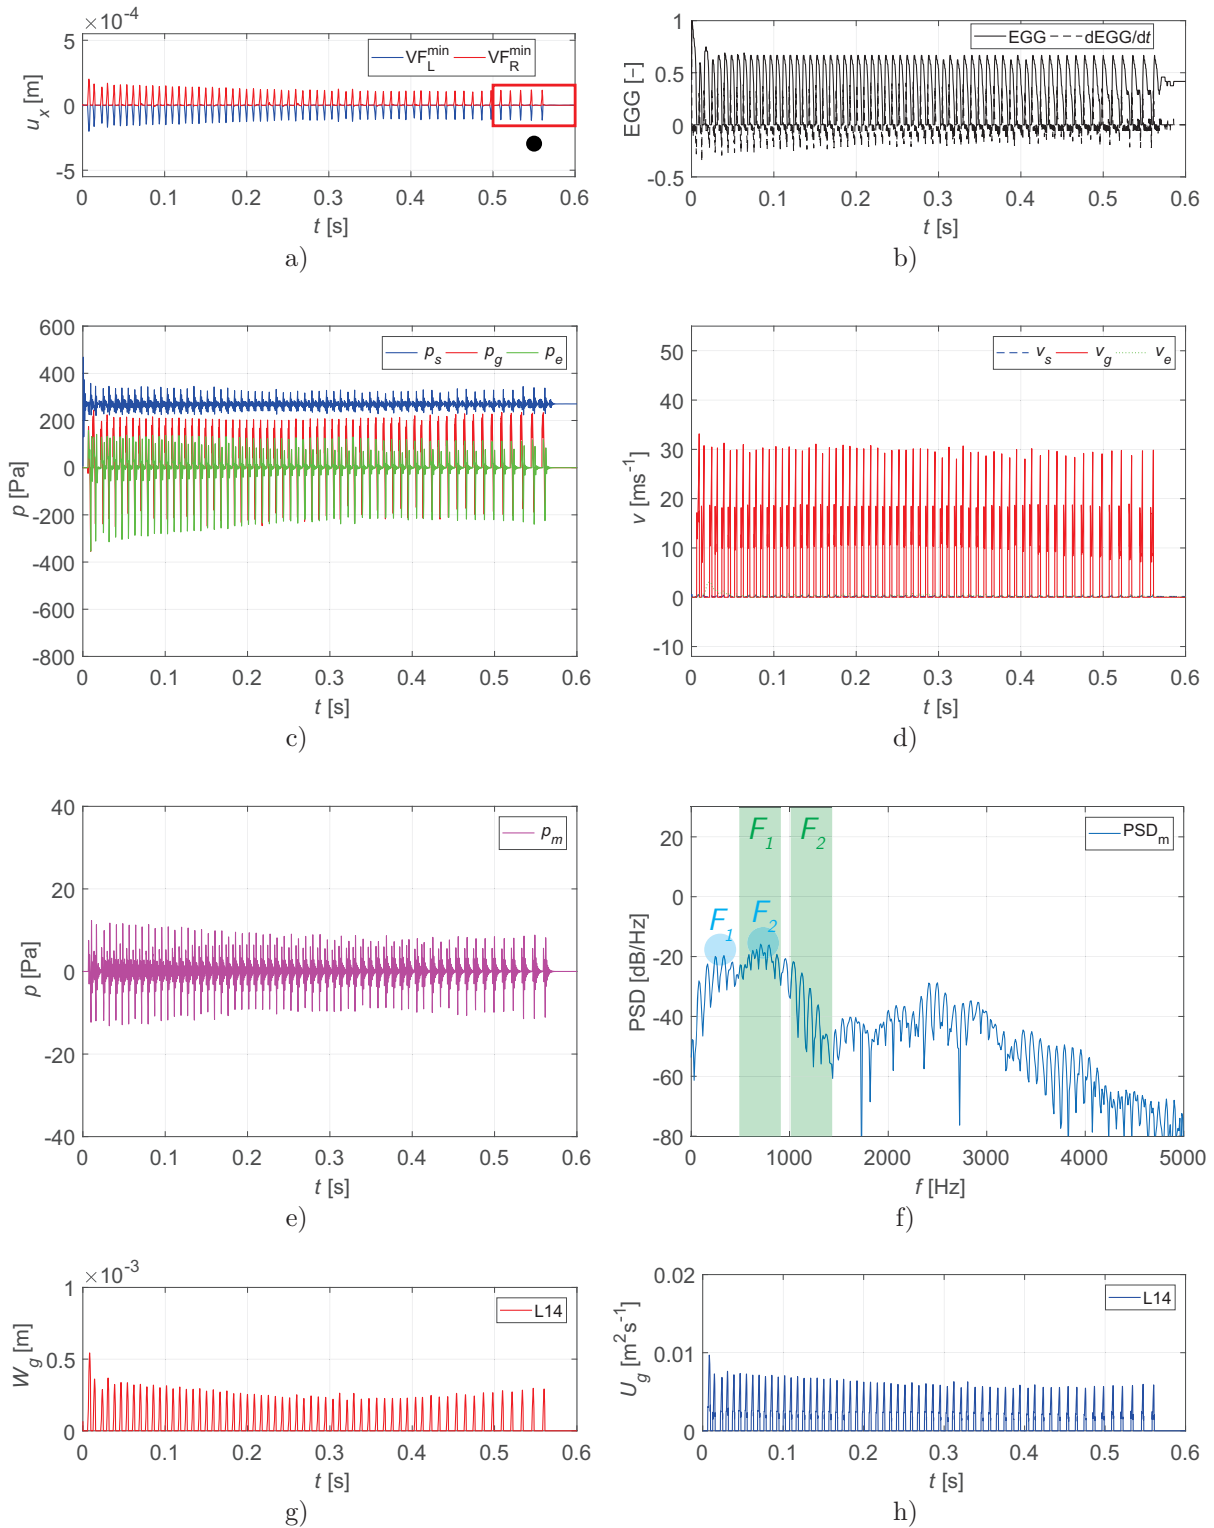 ×10⁻⁴
5
0
-5
u_x [m]
VF_L^min VF_R^min
0 0.1 0.2 0.3 0.4 0.5 0.6
t [s]
a)
1
0.5
0
-0.5
EGG [-]
EGG dEGG/dt
0 0.1 0.2 0.3 0.4 0.5 0.6
t [s]
b)
600
400
200
0
-200
-400
-600
-800
p [Pa]
p_s p_g p_e
0 0.1 0.2 0.3 0.4 0.5 0.6
t [s]
c)
50
40
30
20
10
0
-10
v [ms⁻¹]
v_s v_g v_e
0 0.1 0.2 0.3 0.4 0.5 0.6
t [s]
d)
40
20
0
-20
-40
p [Pa]
p_m
0 0.1 0.2 0.3 0.4 0.5 0.6
t [s]
e)
20
0
-20
-40
-60
-80
PSD [dB/Hz]
F_1 F_2
F_1 F_2
PSD_m
0 1000 2000 3000 4000 5000
f [Hz]
f)
×10⁻³
1
0.5
0
W_g [m]
L14
0 0.1 0.2 0.3 0.4 0.5 0.6
t [s]
g)
0.02
0.01
0
U_g [m²s⁻¹]
L14
0 0.1 0.2 0.3 0.4 0.5 0.6
t [s]
h)